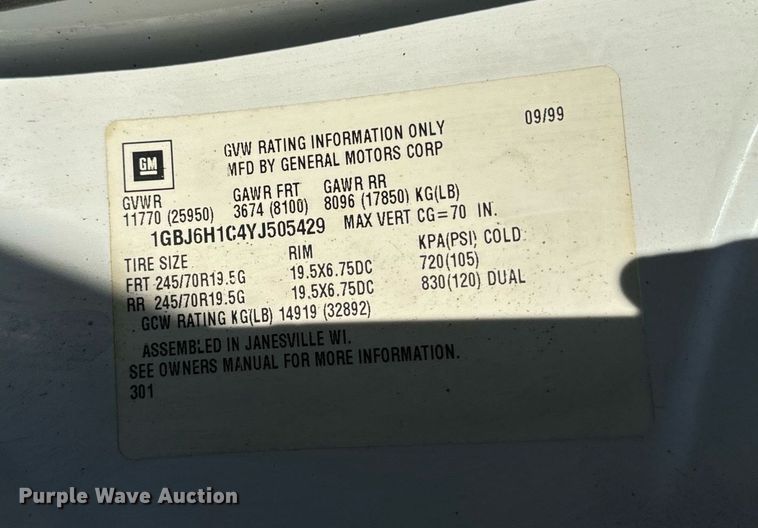 09/99
GVW RATING INFORMATION ONLY
MFD BY GENERAL MOTORS CORP
GM
GVWR GAWR FRT GAWR RR
11770 (25950) 3674 (8100) 8096 (17850) KG(LB)
1GBJ6H1C4YJ505429 MAX VERT CG=70 IN.
TIRE SIZE RIM KPA(PSI) COLD
FRT 245/70R19.5G 19.5X6.75DC 720(105)
RR 245/70R19.5G 19.5X6.75DC 830(120) DUAL
GCW RATING KG(LB) 14919 (32892)
ASSEMBLED IN JANESVILLE WI.
SEE OWNERS MANUAL FOR MORE INFORMATION.
301
Purple Wave Auction